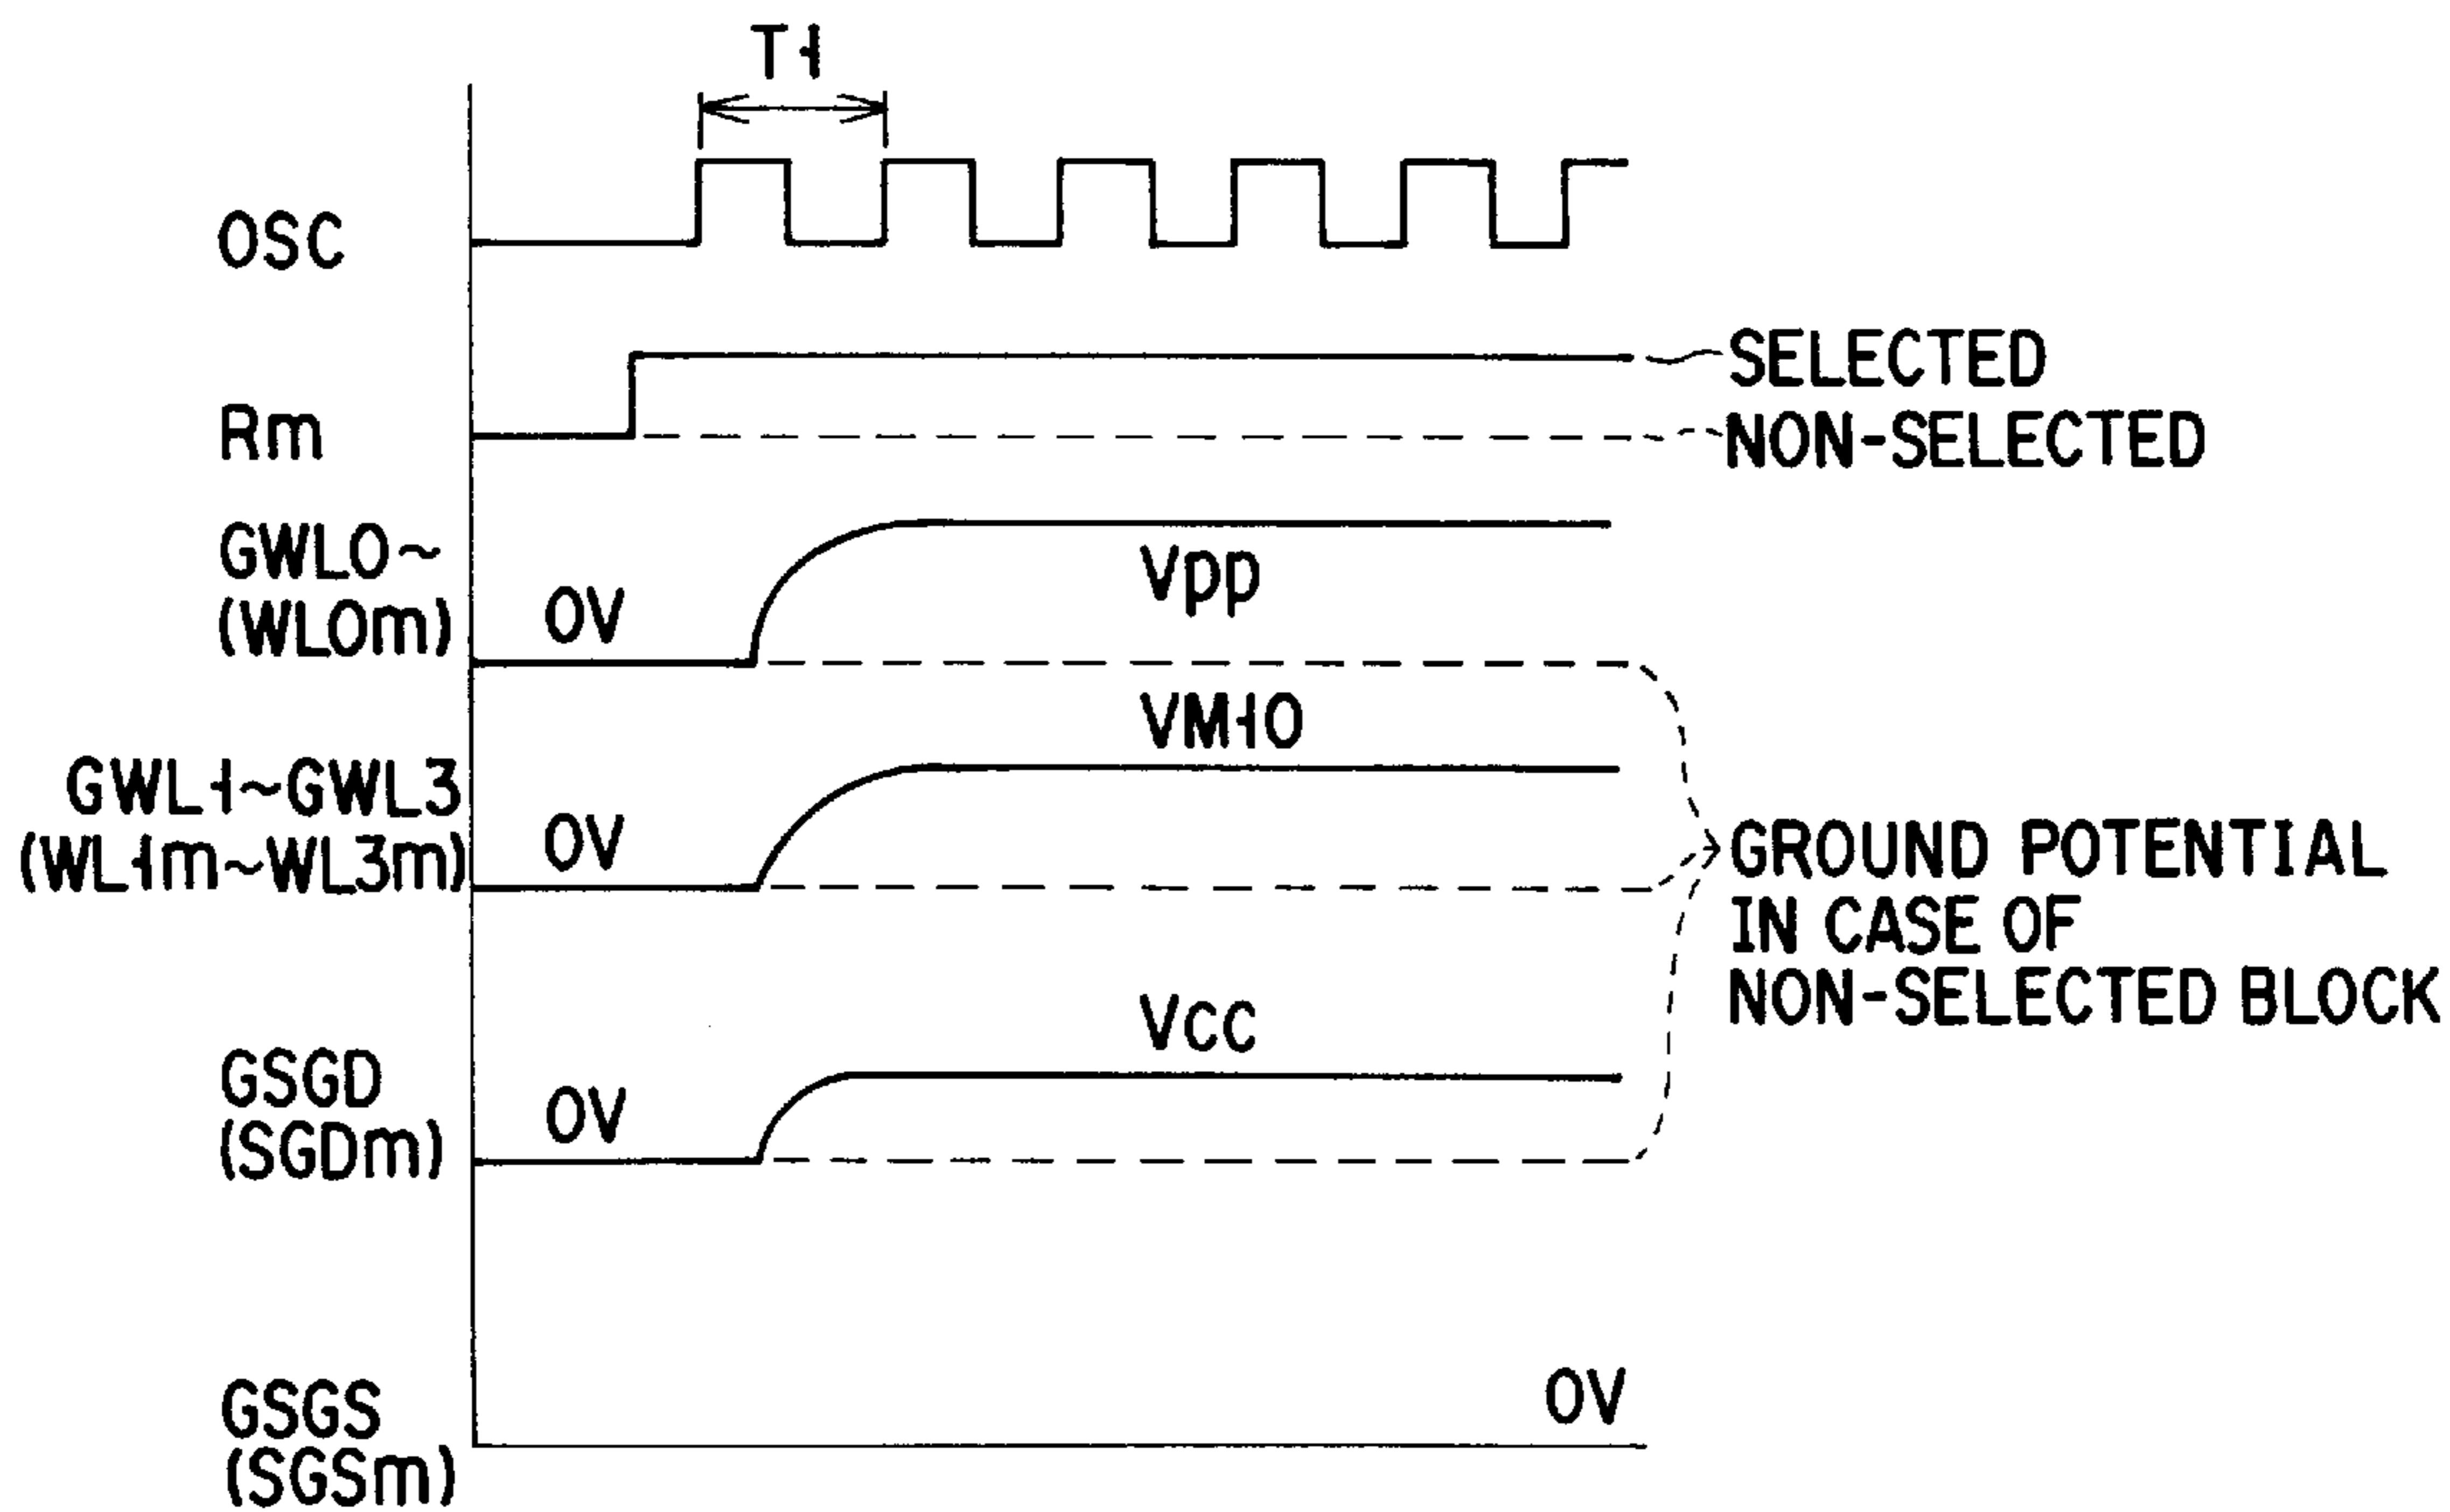 T1
OSC
SELECTED
Rm
NON-SELECTED
GWL0~
(WL0m)
0V
Vpp
VM10
GWL1~GWL3
(WL1m~WL3m)
0V
GROUND POTENTIAL
IN CASE OF
NON-SELECTED BLOCK
VCC
GSGD
(SGDm)
0V
GSGS
(SGSm)
0V